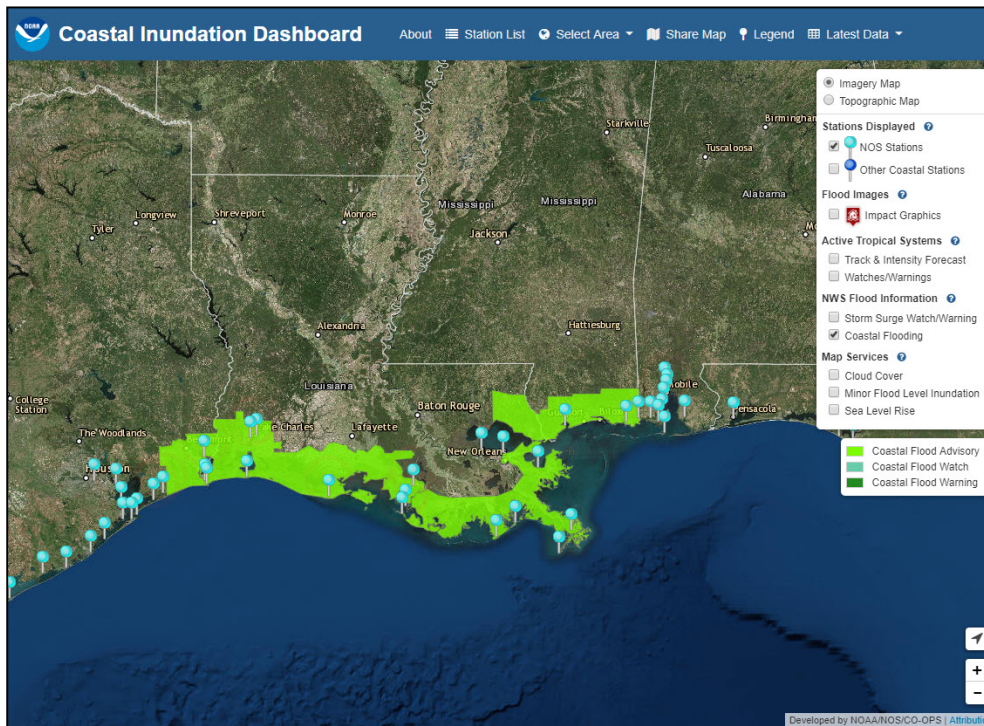 NOAA
Coastal Inundation Dashboard
About Station List Select Area Share Map Legend Latest Data
Imagery Map
Topographic Map
Stations Displayed
NOS Stations
Other Coastal Stations
Flood Images
Impact Graphics
Active Tropical Systems
Track & Intensity Forecast
Watches/Warnings
NWS Flood Information
Storm Surge Watch/Warning
Coastal Flooding
Map Services
Cloud Cover
Minor Flood Level Inundation
Sea Level Rise
Coastal Flood Advisory
Coastal Flood Watch
Coastal Flood Warning
Starkville
Birmingham
Tuscaloosa
Longview
Shreveport
Monroe
Mississippi
Mississippi
Alabama
Tyler
Jackson
Alexandria
Hattiesburg
Louisiana
College
Station
Baton Rouge
Mobile
Pensacola
Gulfport
Biloxi
The Woodlands
Beaumont
Lake Charles
Lafayette
New Orleans
Houston
+
−
Developed by NOAA/NOS/CO-OPS | Attributio